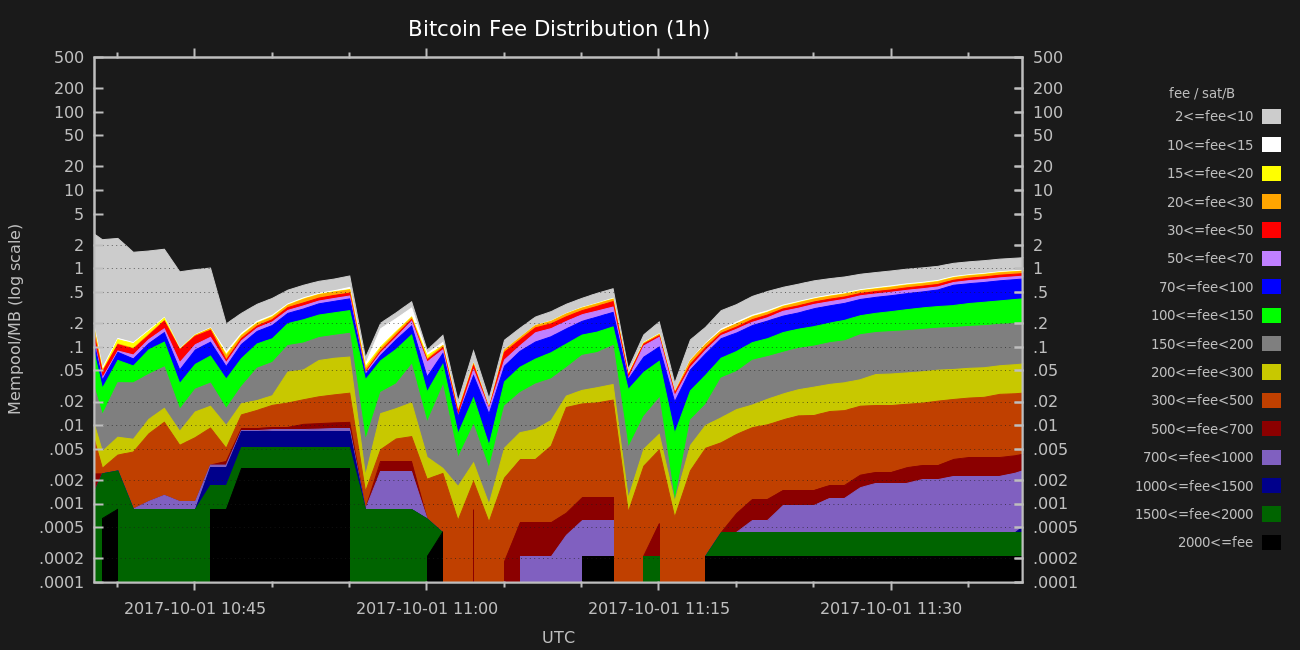 Bitcoin Fee Distribution (1h)
500 500
200 200
100 100
50 50
20 20
10 10
5 5
2 2
1 1
.5 .5
.2 .2
.1 .1
.05 .05
.02 .02
.01 .01
.005 .005
.002 .002
.001 .001
.0005 .0005
.0002 .0002
.0001 .0001
Mempool/MB (log scale)
2017-10-01 10:45 2017-10-01 11:00 2017-10-01 11:15 2017-10-01 11:30
UTC
fee / sat/B
2<=fee<10
10<=fee<15
15<=fee<20
20<=fee<30
30<=fee<50
50<=fee<70
70<=fee<100
100<=fee<150
150<=fee<200
200<=fee<300
300<=fee<500
500<=fee<700
700<=fee<1000
1000<=fee<1500
1500<=fee<2000
2000<=fee